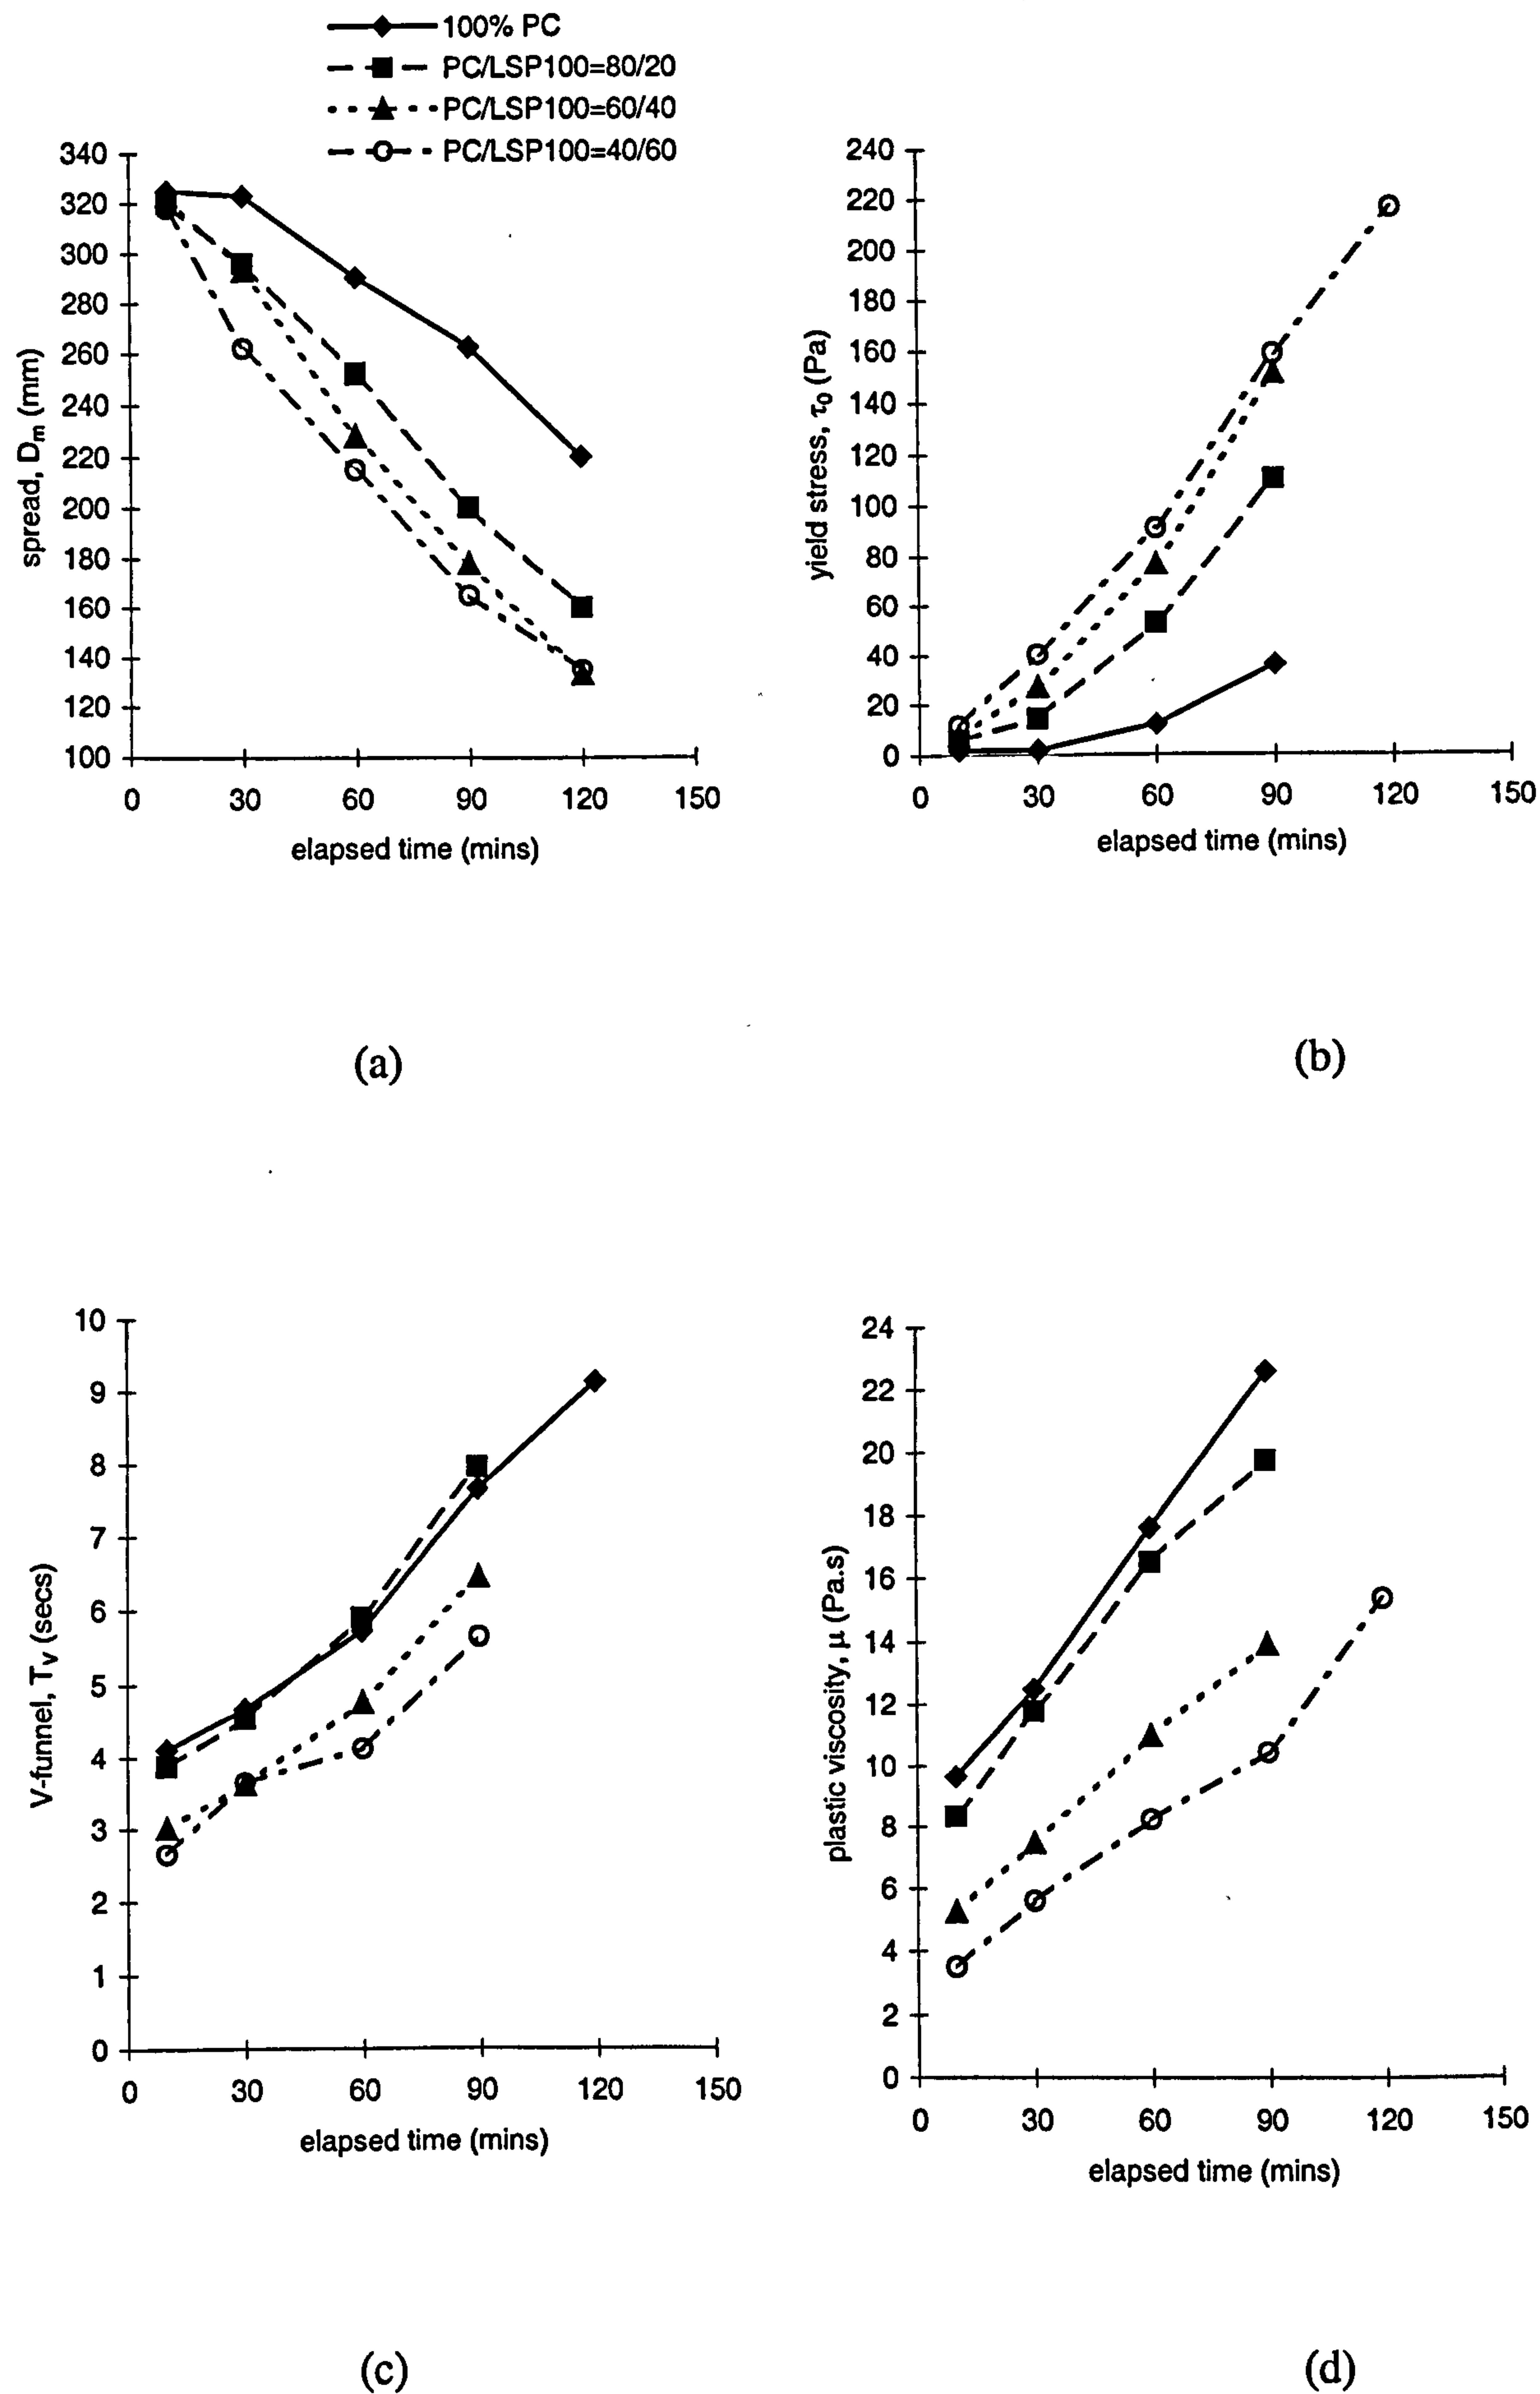 100% PC
PC/LSP100=80/20
PC/LSP100=60/40
PC/LSP100=40/60
340
320
300
280
260
240
220
200
180
160
140
120
100
spread, Dm (mm)
0 30 60 90 120 150
elapsed time (mins)
(a)
240
220
200
180
160
140
120
100
80
60
40
20
0
yield stress, τ0 (Pa)
0 30 60 90 120 150
elapsed time (mins)
(b)
10
9
8
7
6
5
4
3
2
1
0
V-funnel, Tv (secs)
0 30 60 90 120 150
elapsed time (mins)
(c)
24
22
20
18
16
14
12
10
8
6
4
2
0
plastic viscosity, μ (Pa.s)
0 30 60 90 120 150
elapsed time (mins)
(d)